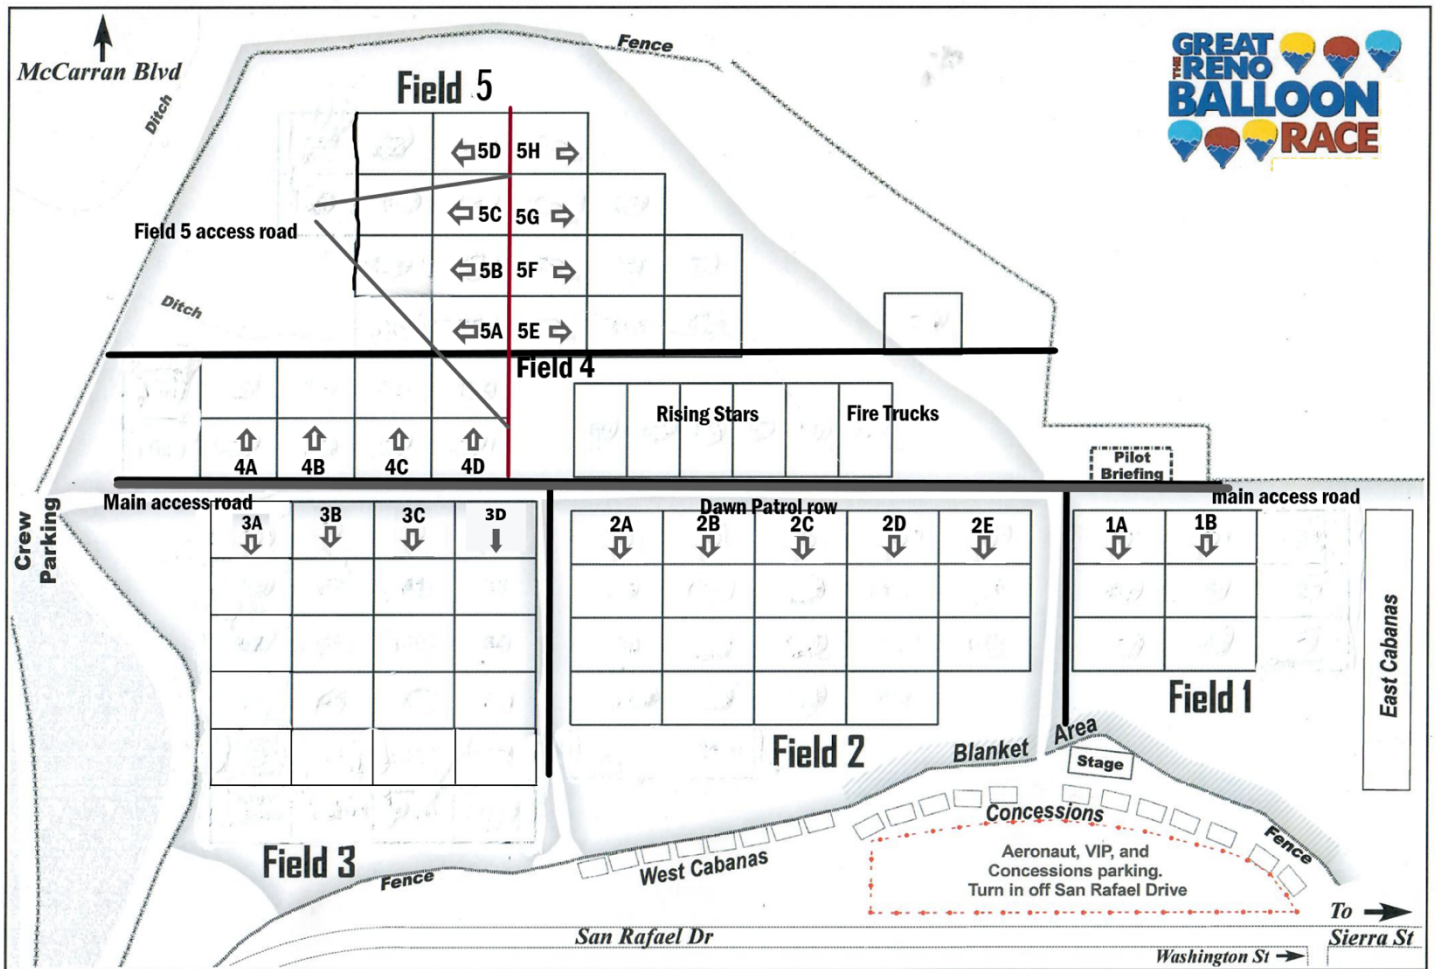 McCarran Blvd
Ditch
Fence
GREAT
THE RENO
BALLOON
RACE
Field 5
5D 5H
5C 5G
5B 5F
5A 5E
Field 5 access road
Ditch
Field 4
Rising Stars
Fire Trucks
4A 4B 4C 4D
Pilot
Briefing
Main access road
Dawn Patrol row
main access road
Crew
Parking
3A 3B 3C 3D
2A 2B 2C 2D 2E
1A 1B
East Cabanas
Field 1
Field 2
Field 3
Blanket Area
Stage
Concessions
Fence
West Cabanas
Fence
Aeronaut, VIP, and
Concessions parking.
Turn in off San Rafael Drive
San Rafael Dr
To
Sierra St
Washington St